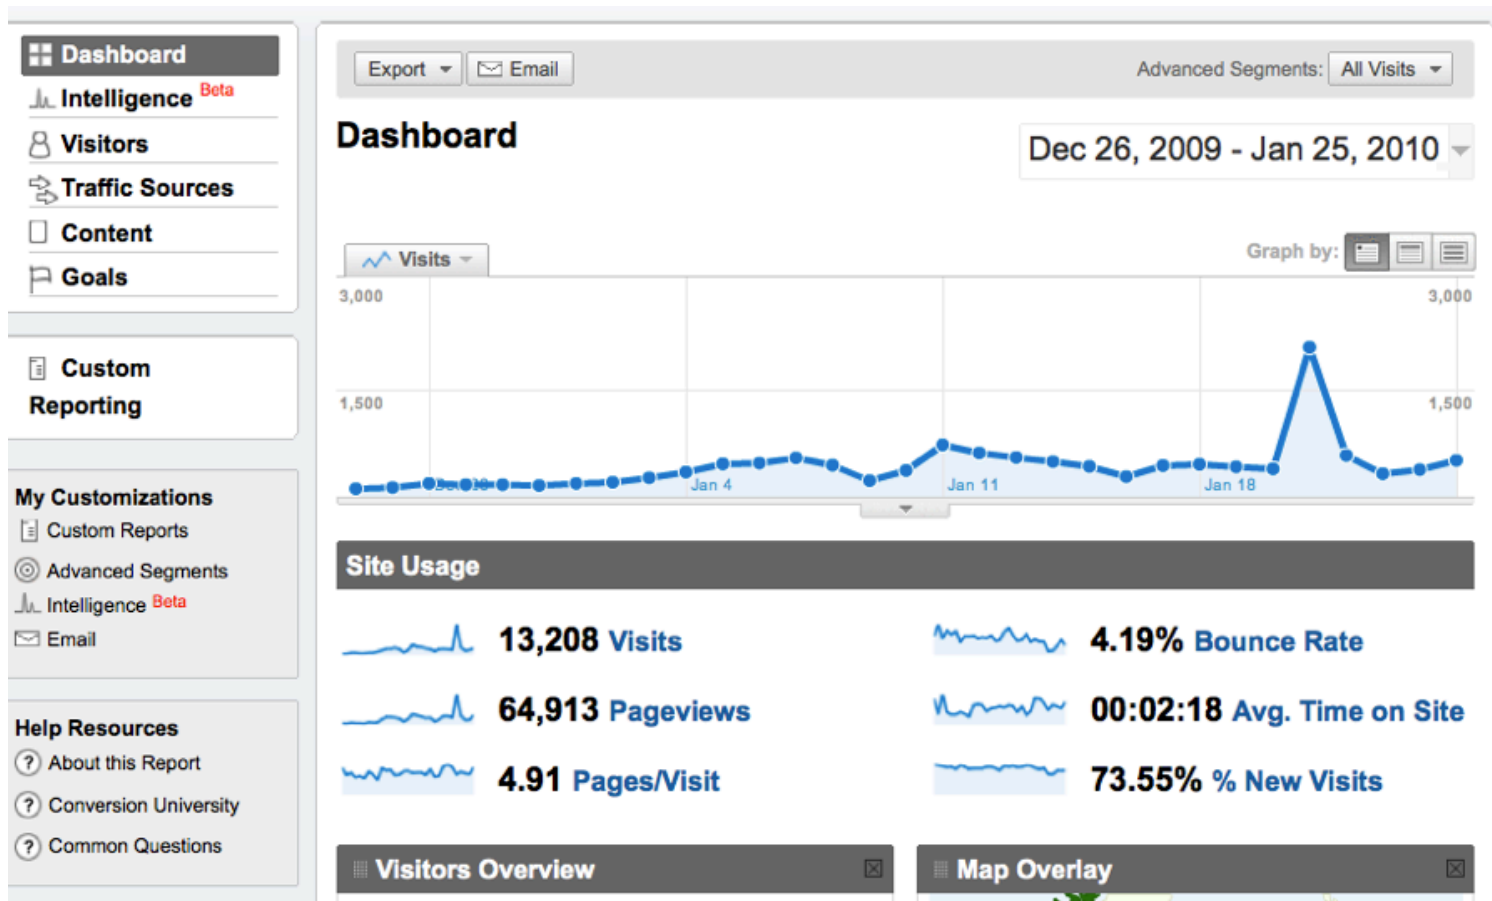 Dashboard
Intelligence Beta
Visitors
Traffic Sources
Content
Goals
Custom
Reporting
My Customizations
Custom Reports
Advanced Segments
Intelligence Beta
Email
Help Resources
About this Report
Conversion University
Common Questions
Export Email Advanced Segments: All Visits
Dashboard
Dec 26, 2009 - Jan 25, 2010
Visits Graph by:
3,000 3,000
1,500 1,500
Jan 4 Jan 11 Jan 18
Site Usage
13,208 Visits 4.19% Bounce Rate
64,913 Pageviews 00:02:18 Avg. Time on Site
4.91 Pages/Visit 73.55% % New Visits
Visitors Overview Map Overlay